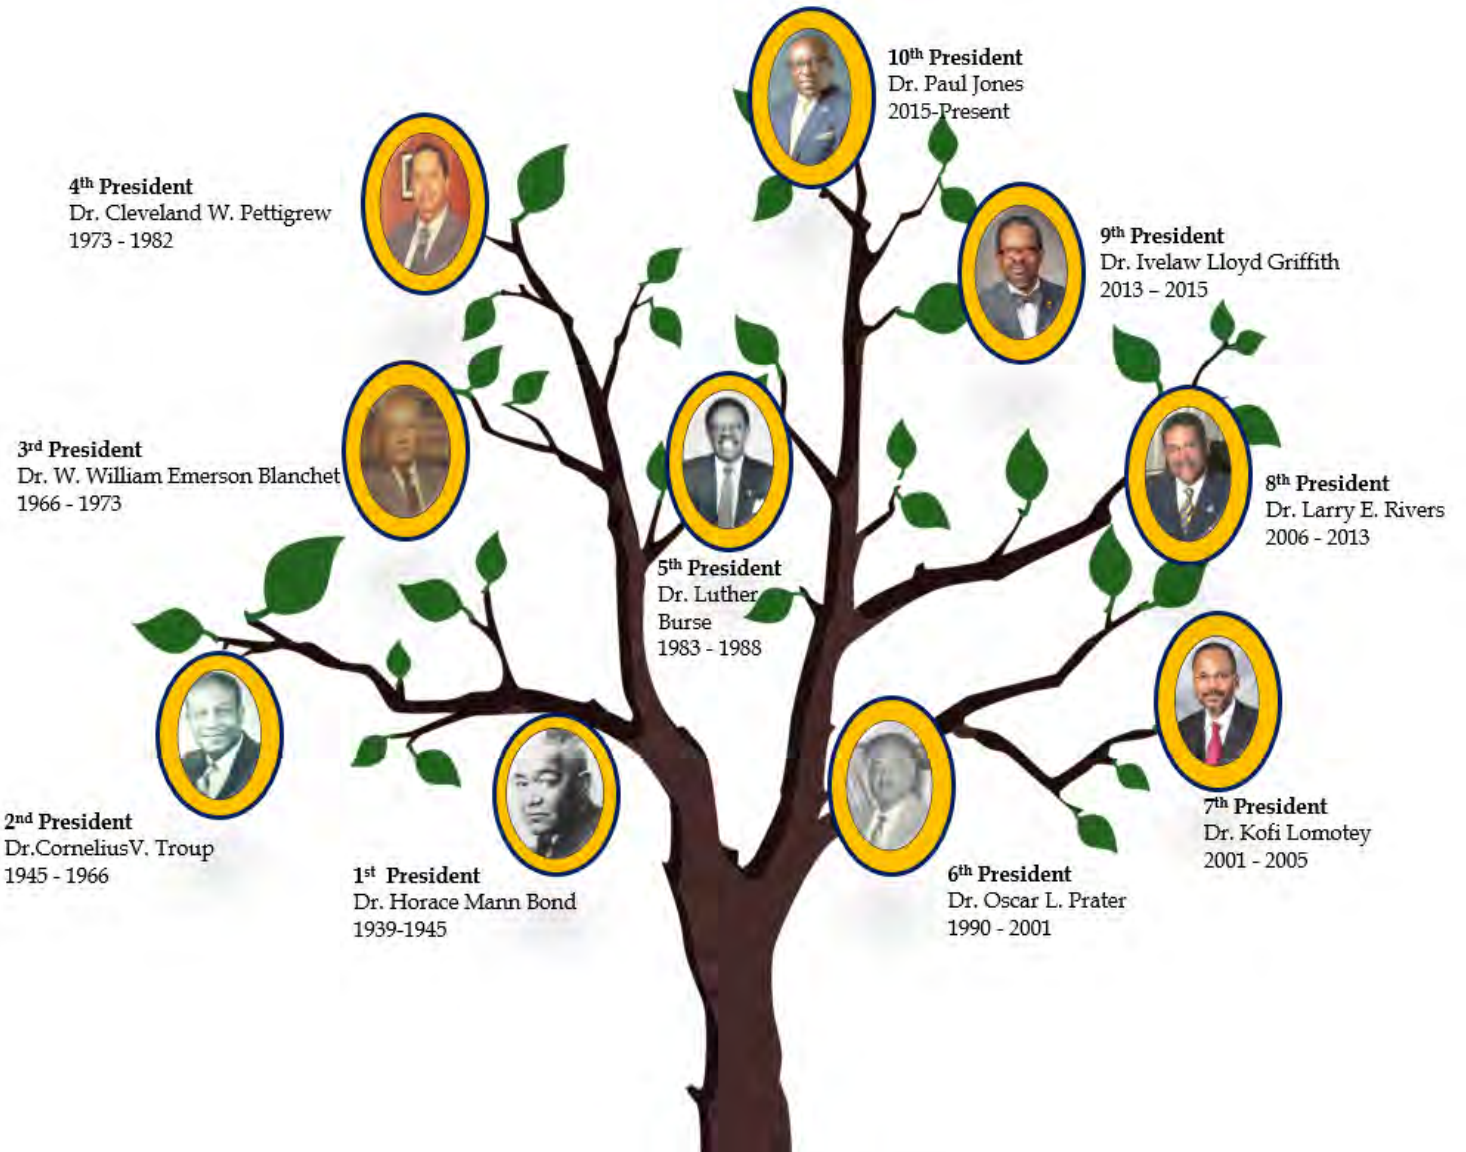 10th President
Dr. Paul Jones
2015-Present
4th President
Dr. Cleveland W. Pettigrew
1973 - 1982
9th President
Dr. Ivelaw Lloyd Griffith
2013 – 2015
3rd President
Dr. W. William Emerson Blanchet
1966 - 1973
8th President
Dr. Larry E. Rivers
2006 - 2013
5th President
Dr. Luther
Burse
1983 - 1988
2nd President
Dr.CorneliusV. Troup
1945 - 1966
7th President
Dr. Kofi Lomotey
2001 - 2005
1st President
Dr. Horace Mann Bond
1939-1945
6th President
Dr. Oscar L. Prater
1990 - 2001